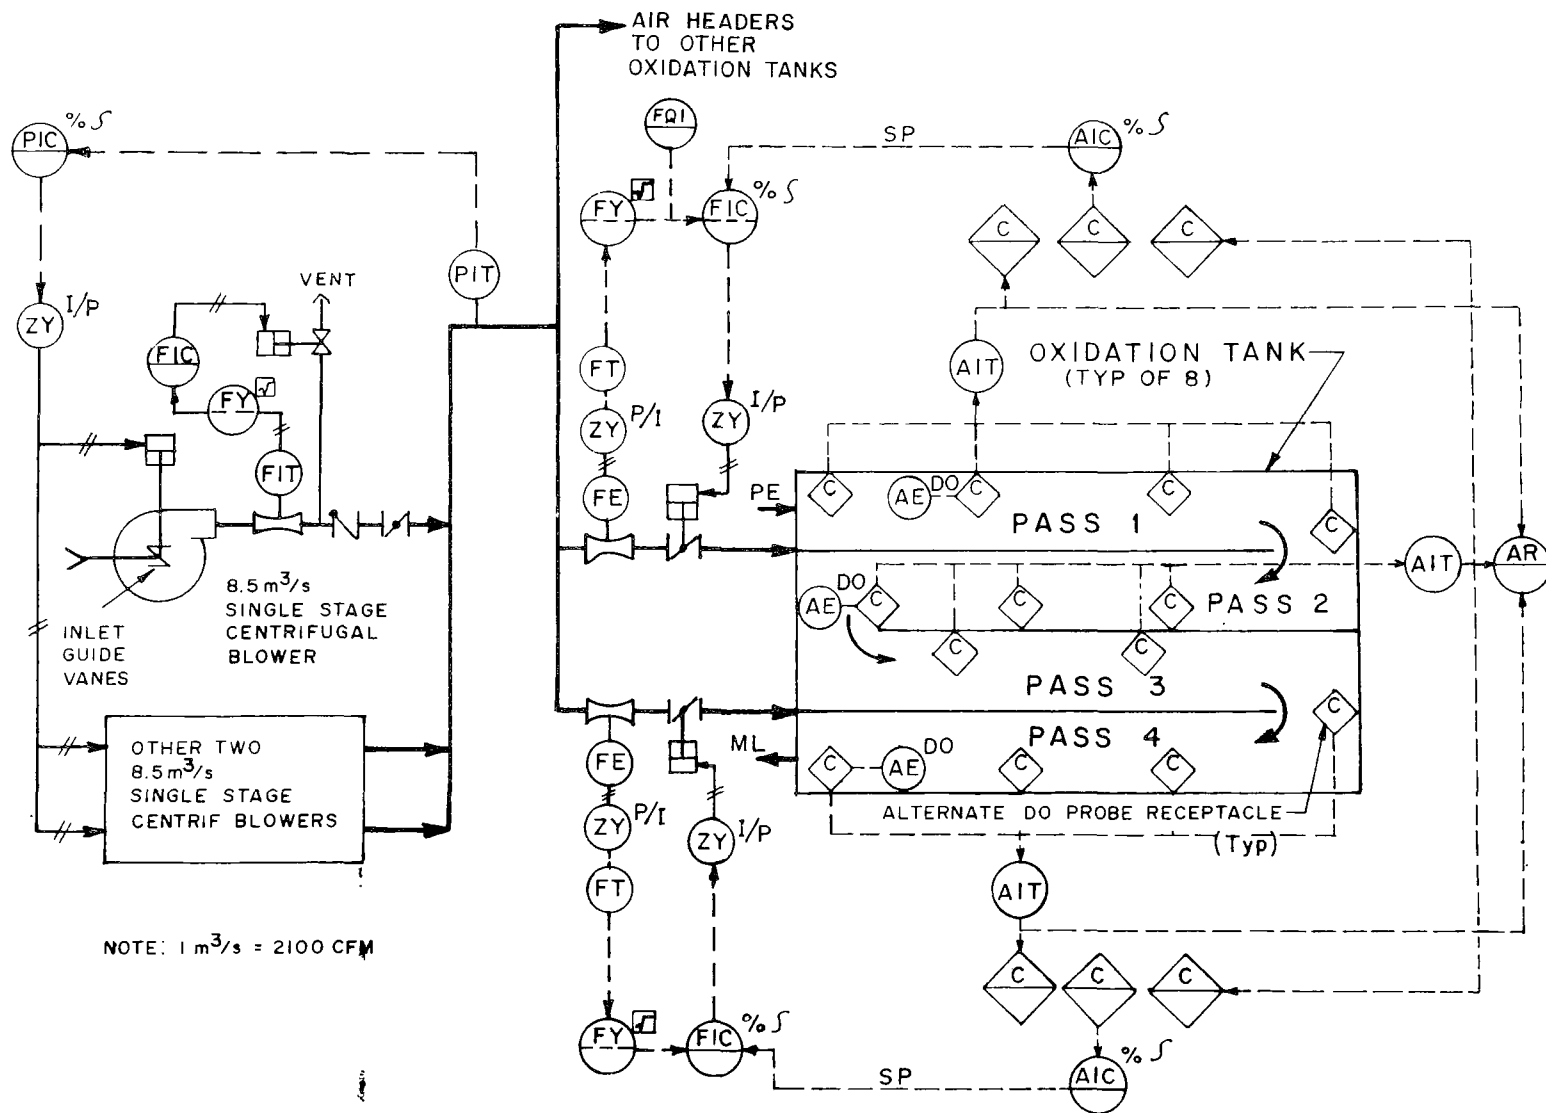 AIR HEADERS
TO OTHER
OXIDATION TANKS
PIC
%∫
FQI
SP
AIC
%∫
FY
√
FIC
%∫
C
C
C
PIT
VENT
ZY
I/P
FIC
FY
√
FIT
FT
ZY
P/I
FE
ZY
I/P
AIT
OXIDATION TANK
(TYP OF 8)
PE
C
AE
DO
C
C
C
PASS 1
AIT
AR
AE
DO
C
C
C
PASS 2
C
C
8.5 m³/s
SINGLE STAGE
CENTRIFUGAL
BLOWER
INLET
GUIDE
VANES
PASS 3
C
PASS 4
ML
C
AE
DO
C
C
ALTERNATE DO PROBE RECEPTACLE
(Typ)
OTHER TWO
8.5 m³/s
SINGLE STAGE
CENTRIF BLOWERS
FE
ZY
P/I
FT
ZY
I/P
AIT
NOTE: 1 m³/s = 2100 CFM
C
C
C
FY
√
FIC
%∫
SP
AIC
%∫